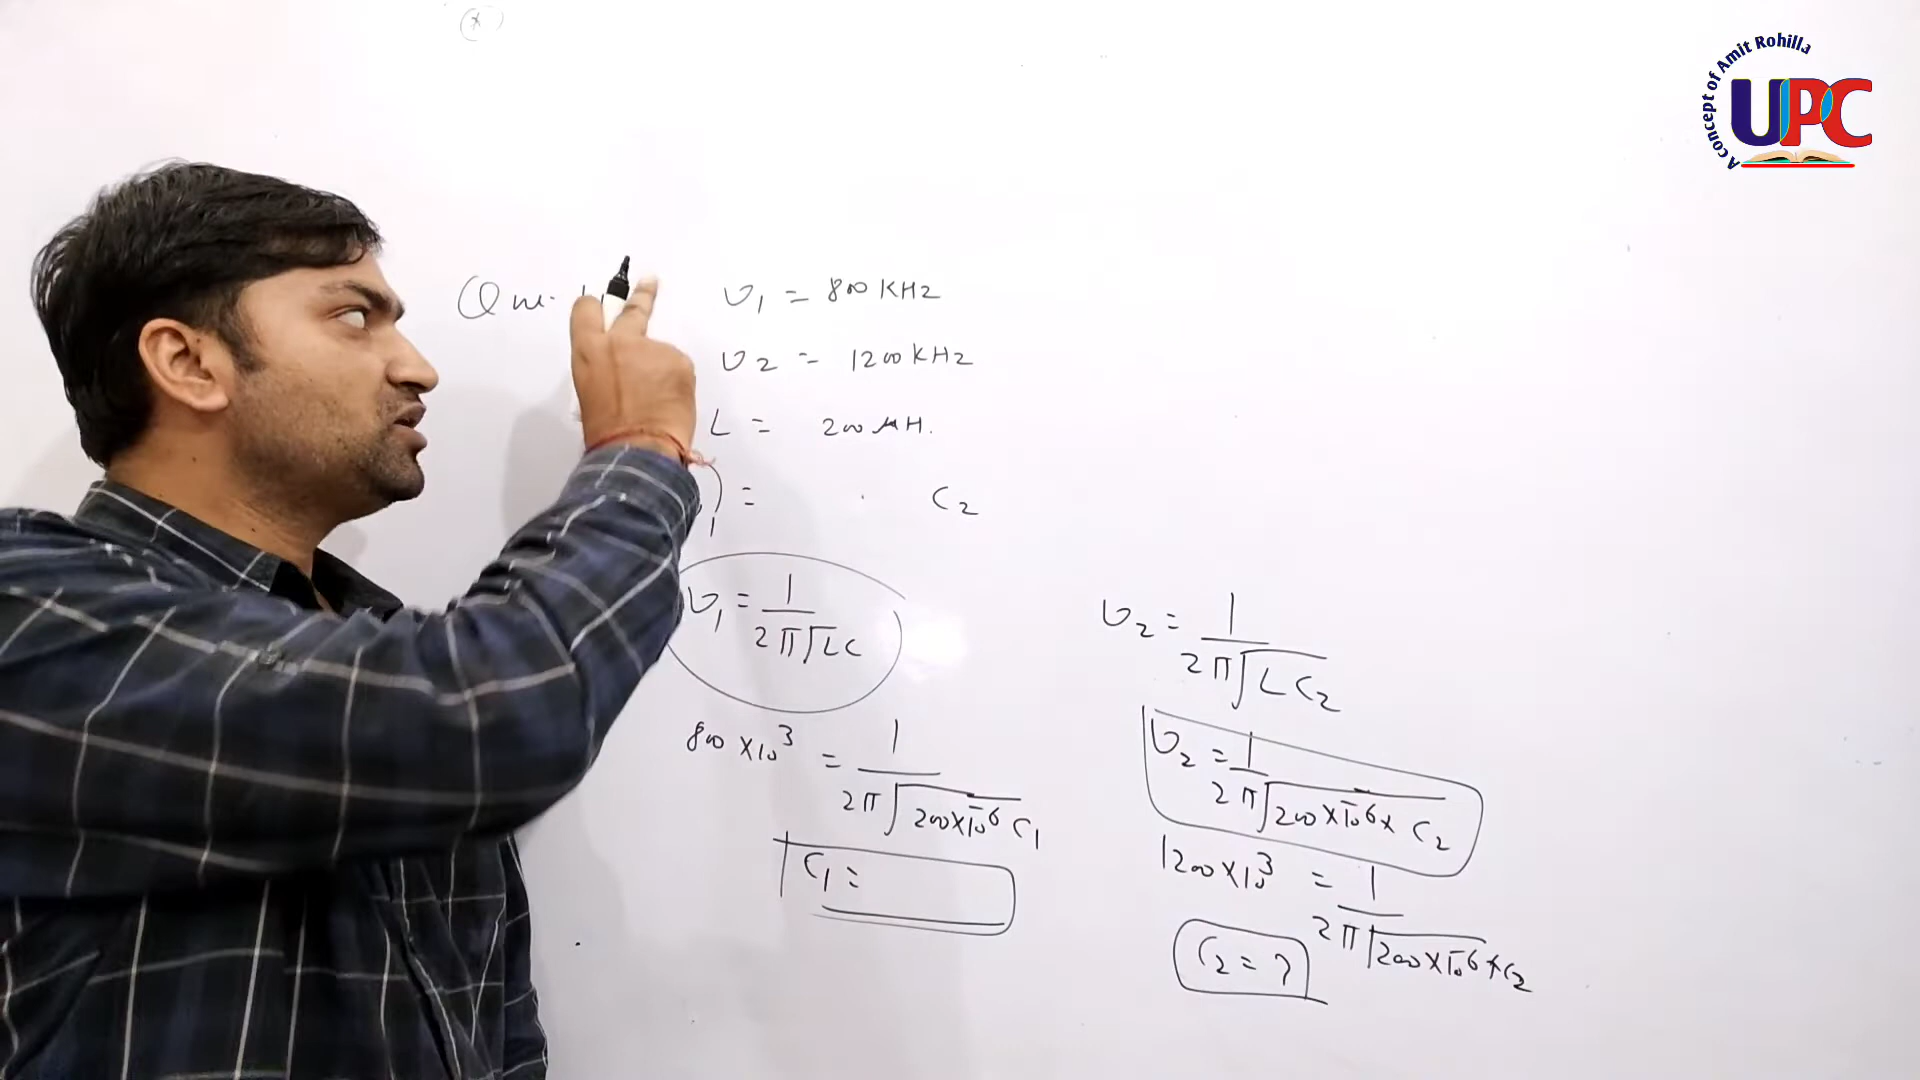 A concept of Amit Rohilla
UPC
Que.
υ₁ = 800 KHz
υ₂ = 1200 KHz
L = 200 μH.
) =
C₂
υ₁ = 1/(2π√LC)
800 × 10³ = 1/(2π√(200×10⁻⁶ C₁))
C₁ =
υ₂ = 1/(2π√(LC₂))
υ₂ = 1/(2π√(200×10⁻⁶× C₂))
1200×10³ = 1/(2π√(200×10⁻⁶×C₂))
C₂ = ?